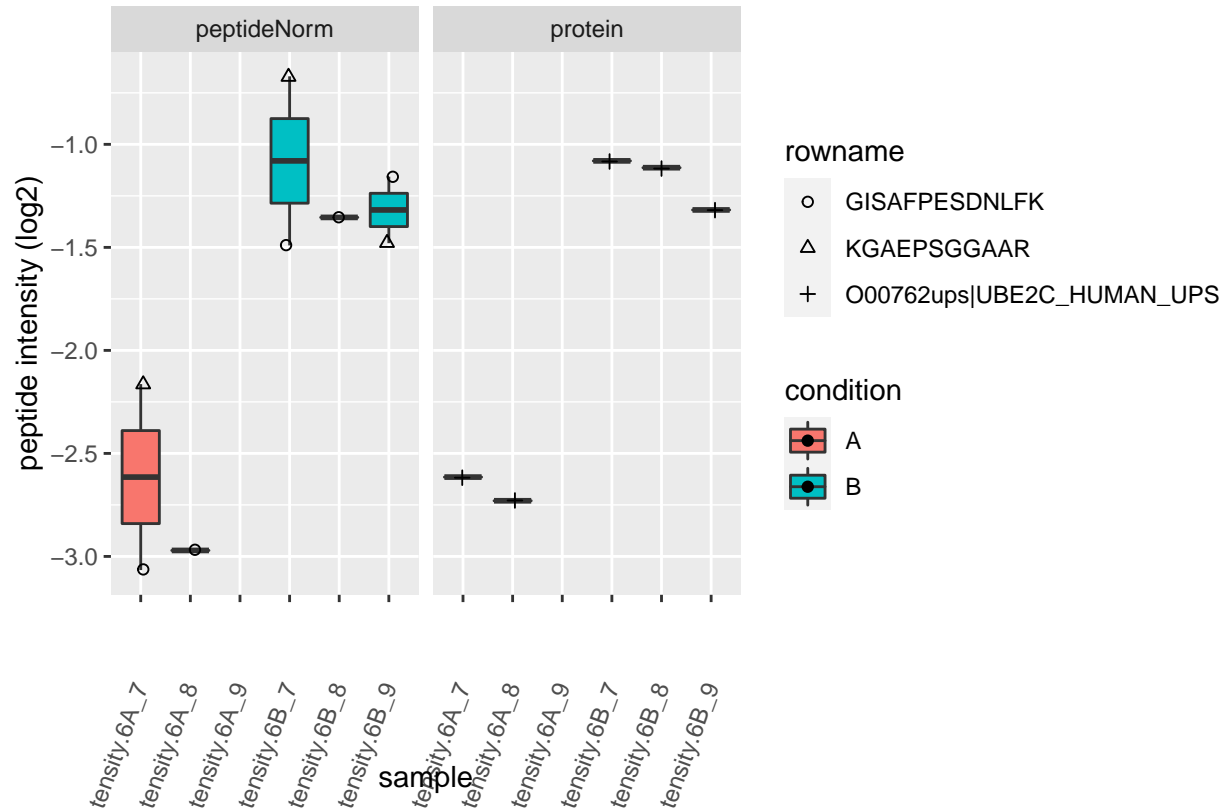 peptideNorm protein
peptide intensity (log2)
−1.0
−1.5
−2.0
−2.5
−3.0
tensity.6A_7
tensity.6A_8
tensity.6A_9
tensity.6B_7
tensity.6B_8
tensity.6B_9
tensity.6A_7
tensity.6A_8
tensity.6A_9
tensity.6B_7
tensity.6B_8
tensity.6B_9
sample
rowname
GISAFPESDNLFK
KGAEPSGGAAR
O00762ups|UBE2C_HUMAN_UPS
condition
A
B